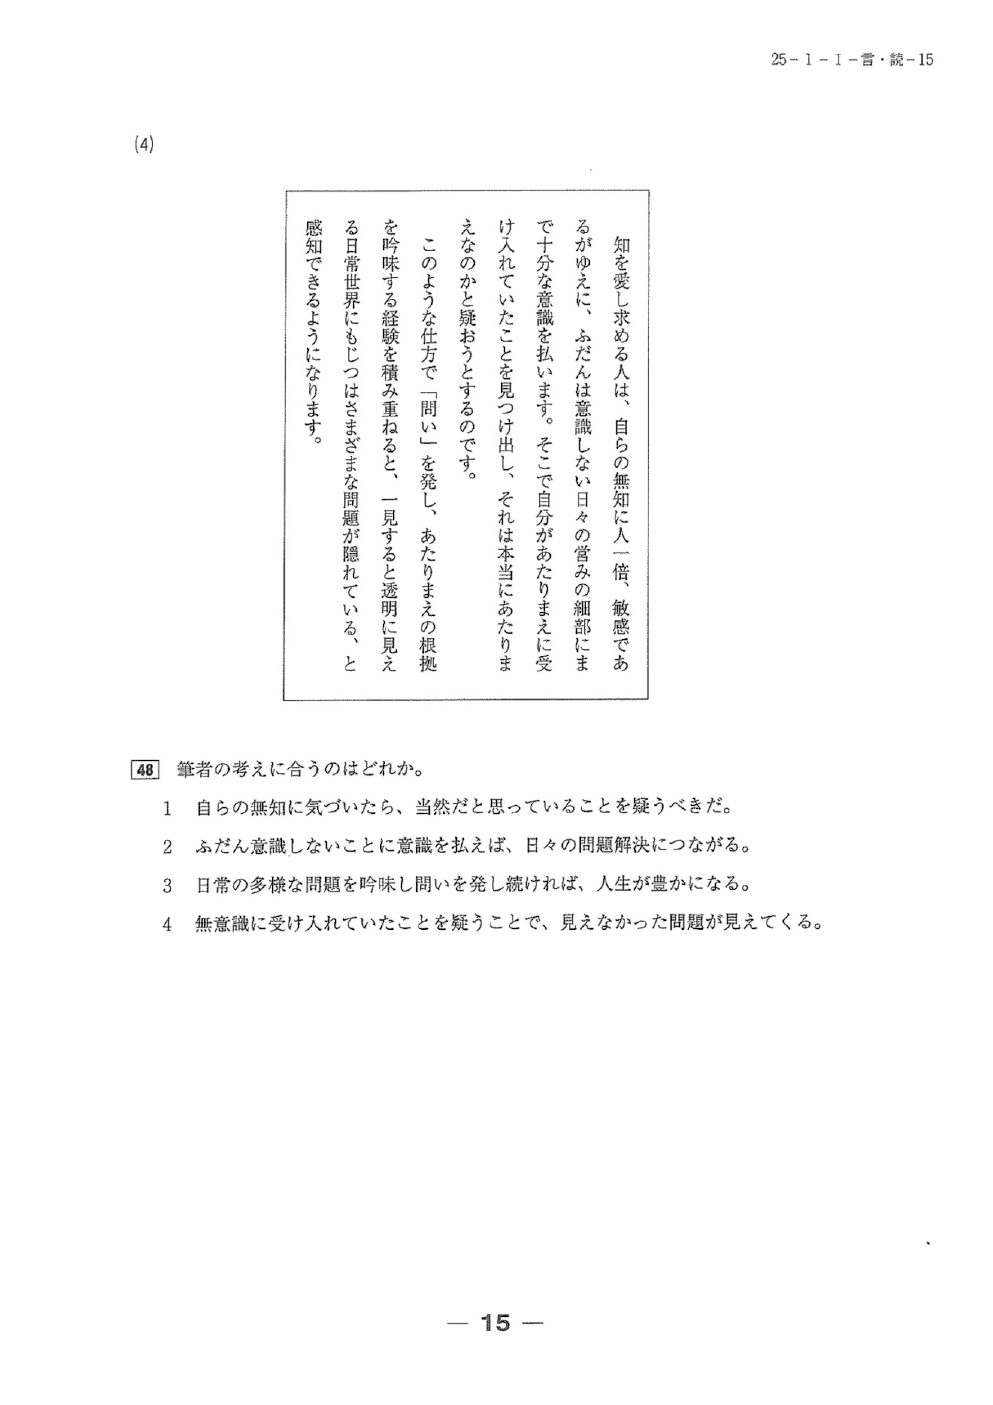 25-1-I-言・読-15
(4)
知を愛し求める人は、自らの無知に人一倍、敏感であ
るがゆえに、ふだんは意識しない日々の営みの細部にま
で十分な意識を払います。そこで自分があたりまえに受
け入れていたことを見つけ出し、それは本当にあたりま
えなのかと疑おうとするのです。
このような仕方で「問い」を発し、あたりまえの根拠
を吟味する経験を積み重ねると、一見すると透明に見え
る日常世界にもじつはさまざまな問題が隠れている、と
感知できるようになります。
48 筆者の考えに合うのはどれか。
1 自らの無知に気づいたら、当然だと思っていることを疑うべきだ。
2 ふだん意識しないことに意識を払えば、日々の問題解決につながる。
3 日常の多様な問題を吟味し問いを発し続ければ、人生が豊かになる。
4 無意識に受け入れていたことを疑うことで、見えなかった問題が見えてくる。
— 15 —